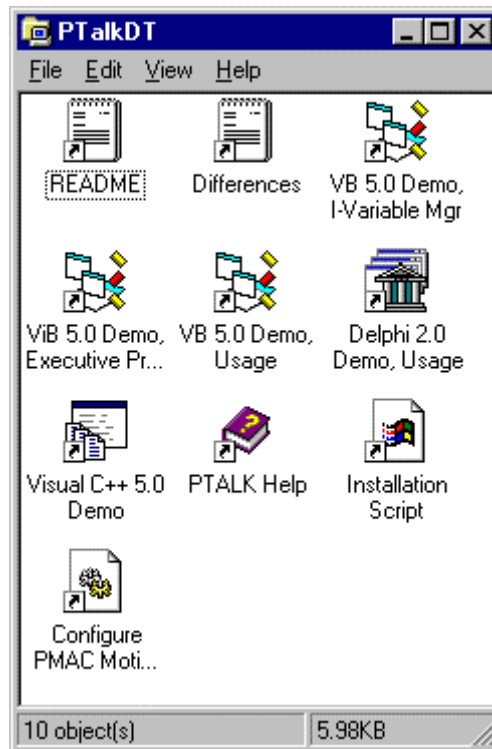 PTalkDT
File Edit View Help
README
Differences
VB 5.0 Demo,
I-Variable Mgr
ViB 5.0 Demo,
Executive Pr...
VB 5.0 Demo,
Usage
Delphi 2.0
Demo, Usage
Visual C++ 5.0
Demo
PTALK Help
Installation
Script
Configure
PMAC Moti...
10 object(s) 5.98KB